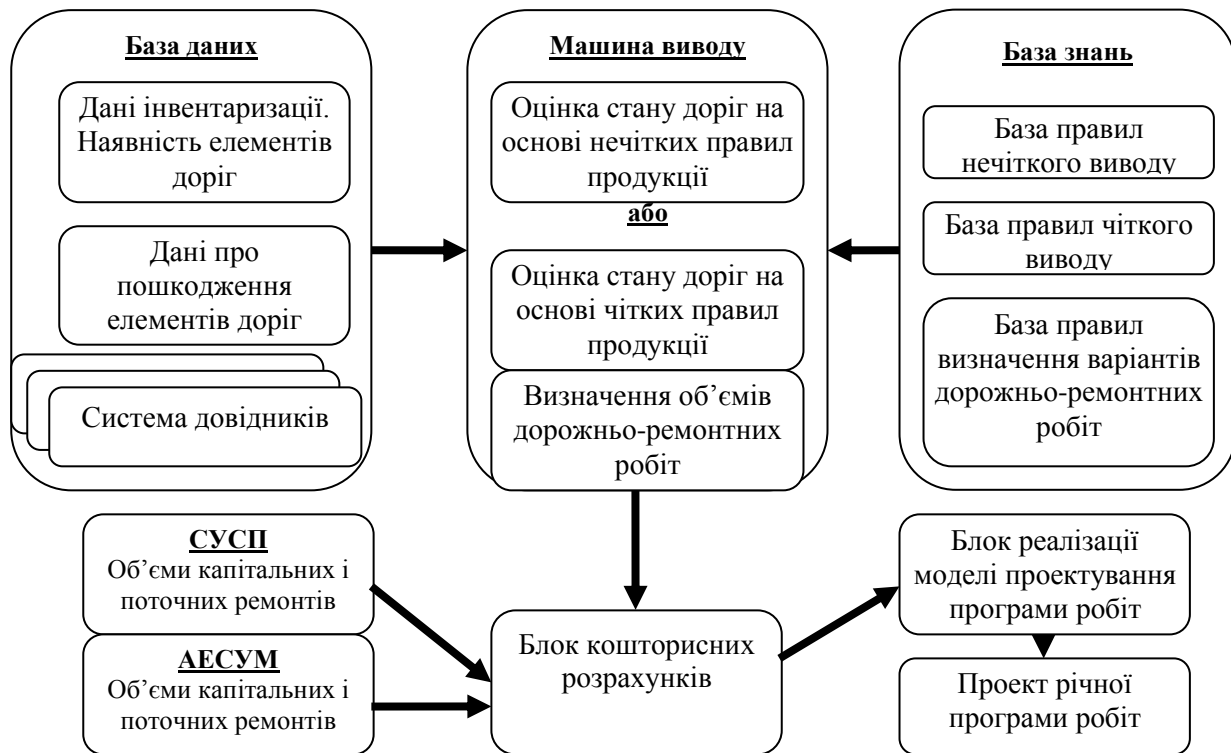 База даних
Дані інвентаризації.
Наявність елементів
доріг
Дані про
пошкодження
елементів доріг
Система довідників
Машина виводу
Оцінка стану доріг на
основі нечітких правил
продукції
або
Оцінка стану доріг на
основі чітких правил
продукції
Визначення об’ємів
дорожньо-ремонтних
робіт
База знань
База правил
нечіткого виводу
База правил чіткого
виводу
База правил
визначення варіантів
дорожньо-ремонтних
робіт
СУСП
Об’єми капітальних і
поточних ремонтів
АЕСУМ
Об’єми капітальних і
поточних ремонтів
Блок кошторисних
розрахунків
Блок реалізації
моделі проектування
програми робіт
Проект річної
програми робіт